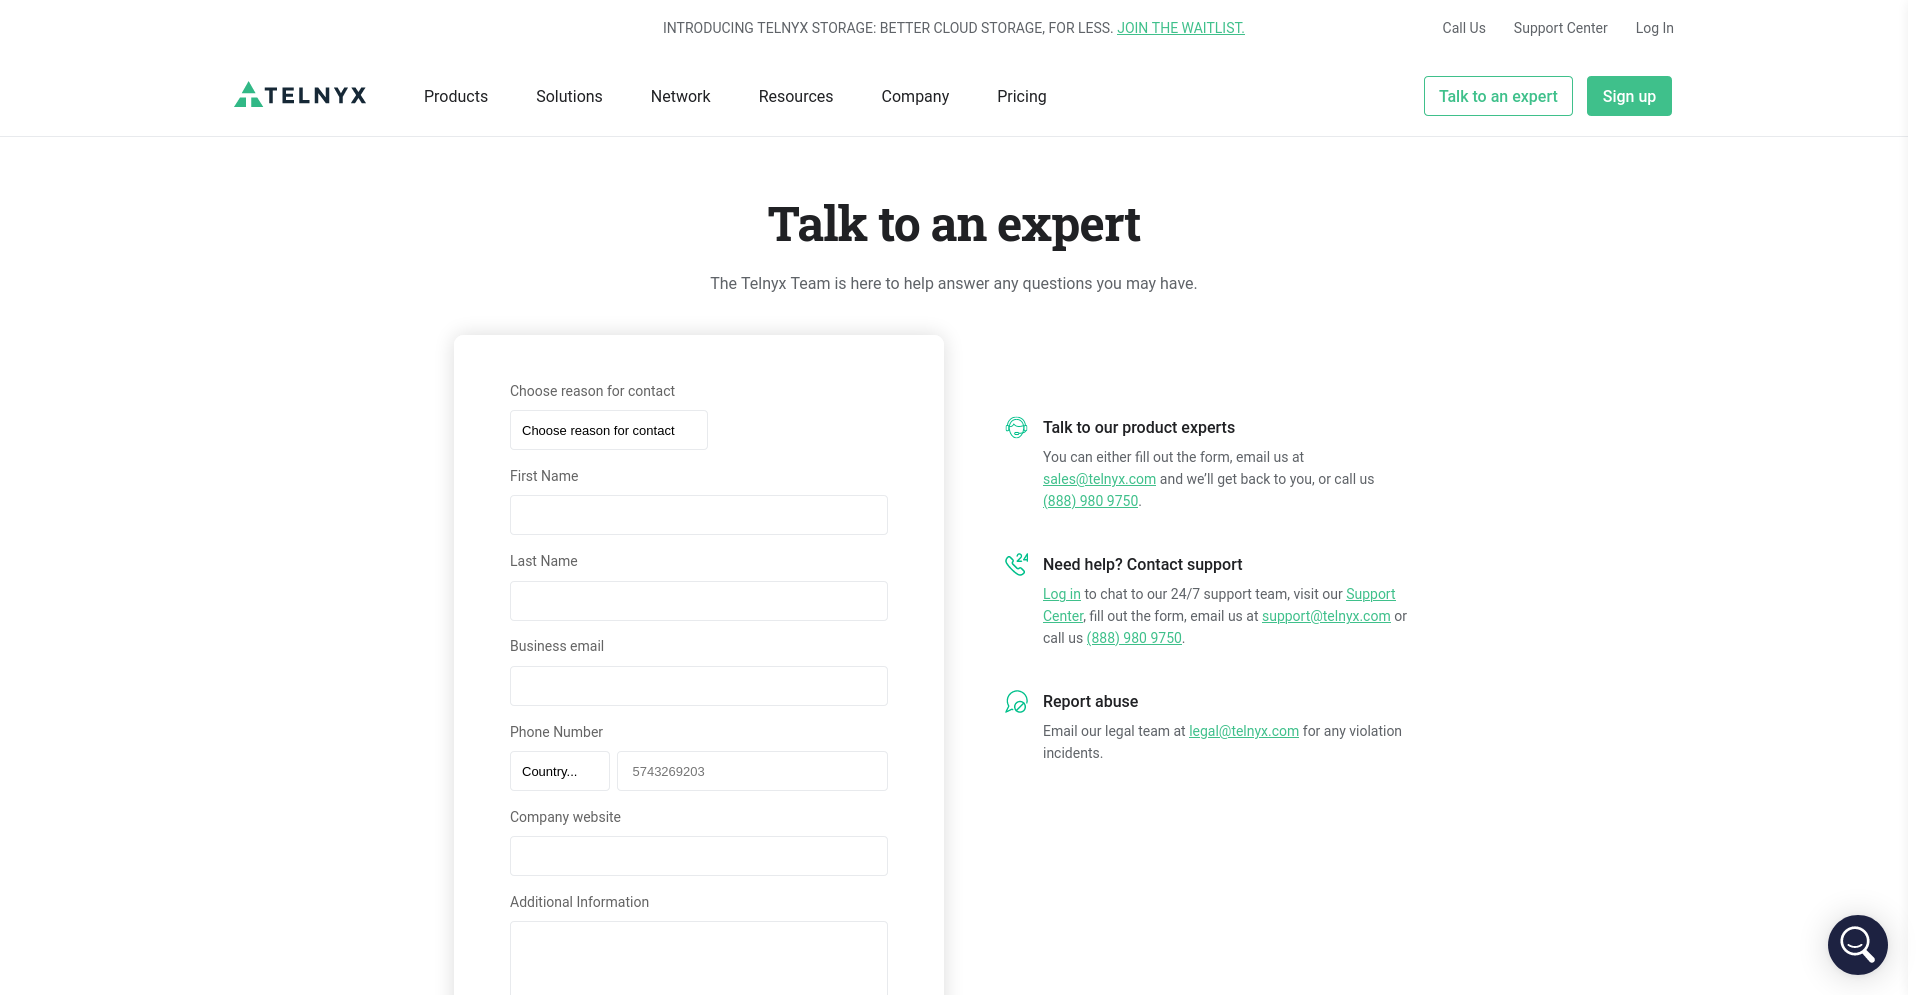 INTRODUCING TELNYX STORAGE: BETTER CLOUD STORAGE, FOR LESS. JOIN THE WAITLIST.
Call Us
Support Center
Log In
TELNYX
Products
Solutions
Network
Resources
Company
Pricing
Talk to an expert
Sign up
Talk to an expert
The Telnyx Team is here to help answer any questions you may have.
Choose reason for contact
Choose reason for contact
First Name
Last Name
Business email
Phone Number
Country...
5743269203
Company website
Additional Information
Talk to our product experts
You can either fill out the form, email us at
sales@telnyx.com and we’ll get back to you, or call us
(888) 980 9750.
24
Need help? Contact support
Log in to chat to our 24/7 support team, visit our Support
Center, fill out the form, email us at support@telnyx.com or
call us (888) 980 9750.
Report abuse
Email our legal team at legal@telnyx.com for any violation
incidents.